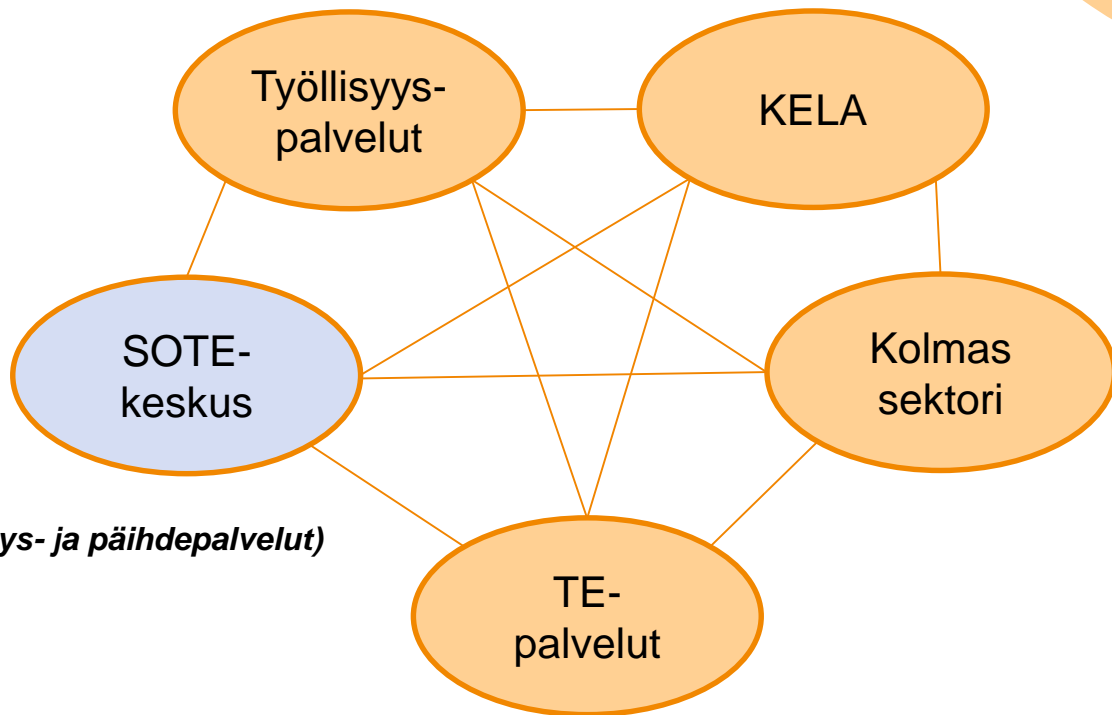 Työllisyys-
palvelut
KELA
SOTE-
keskus
Kolmas
sektori
ys- ja päihdepalvelut)
TE-
palvelut